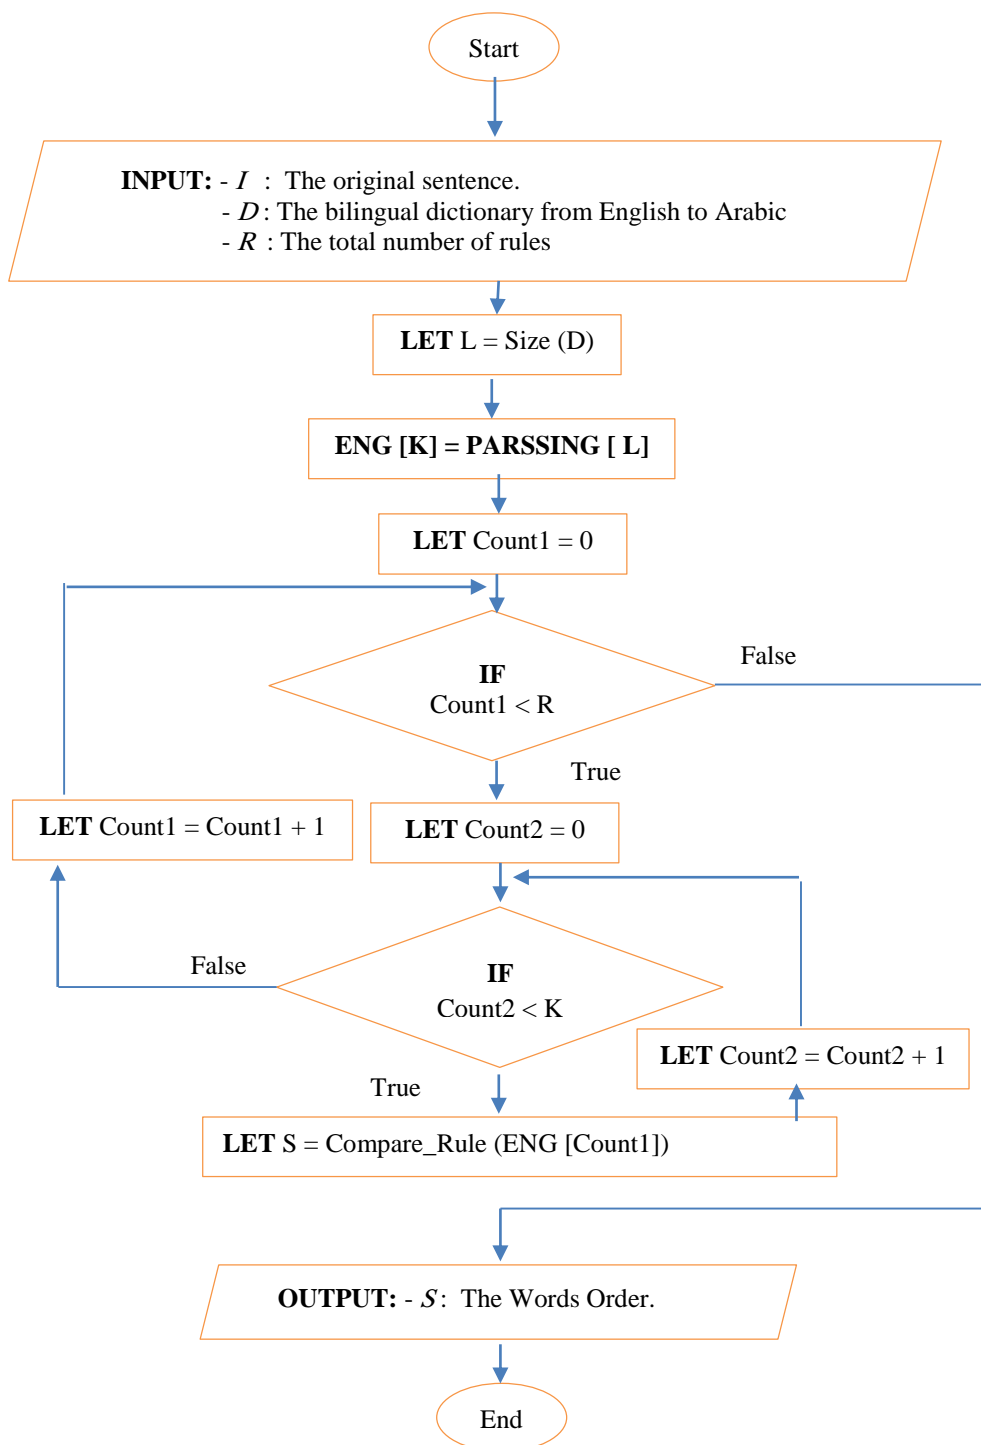 Start
INPUT: - I : The original sentence.
- D : The bilingual dictionary from English to Arabic
- R : The total number of rules
LET L = Size (D)
ENG [K] = PARSSING [ L]
LET Count1 = 0
IF
Count1 < R
False
True
LET Count1 = Count1 + 1
LET Count2 = 0
False
IF
Count2 < K
LET Count2 = Count2 + 1
True
LET S = Compare_Rule (ENG [Count1])
OUTPUT: - S : The Words Order.
End